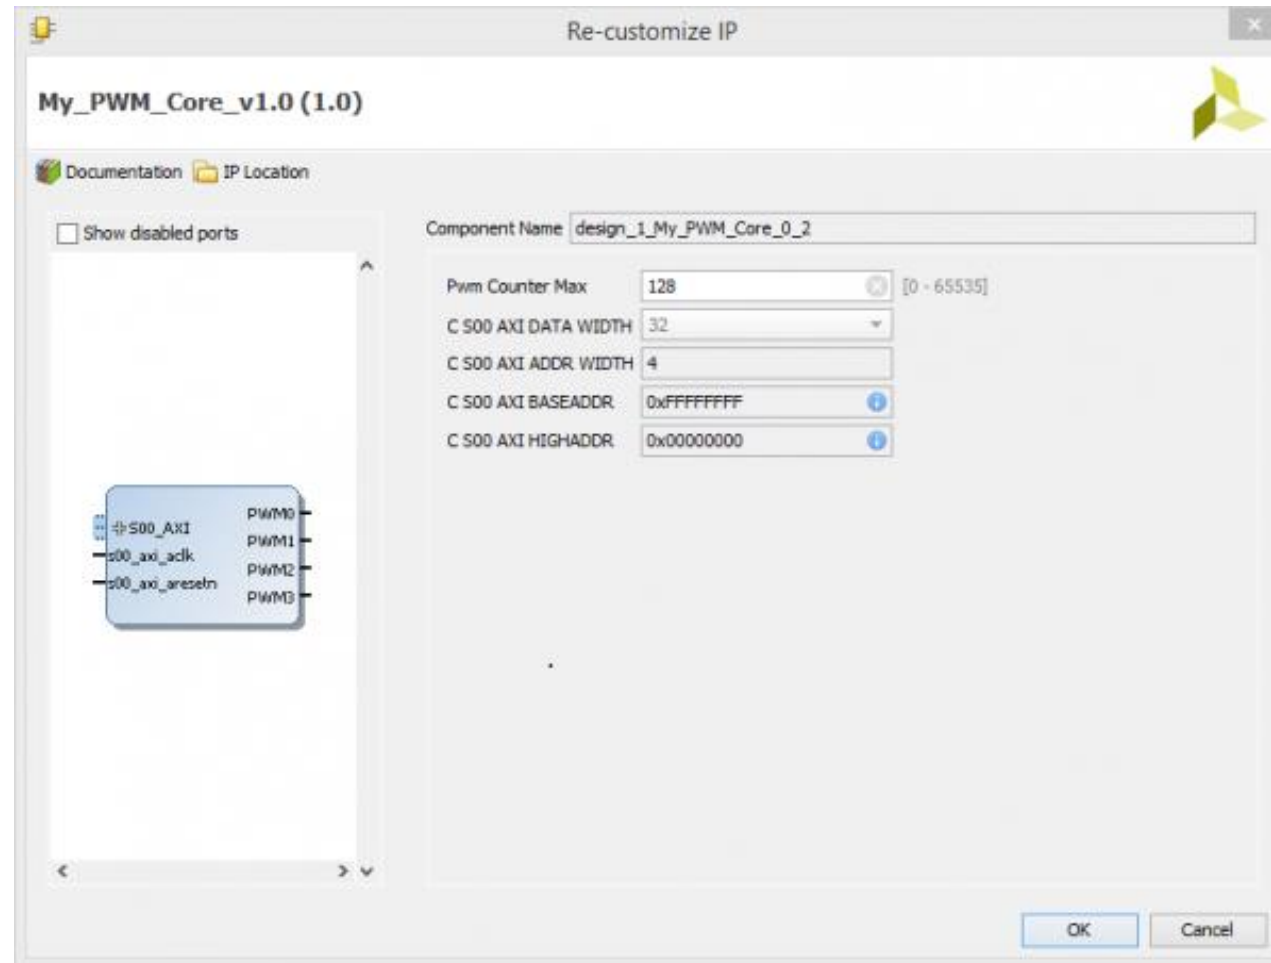 Re-customize IP
My_PWM_Core_v1.0 (1.0)
Documentation IP Location
Show disabled ports
Component Name design_1_My_PWM_Core_0_2
Pwm Counter Max 128 [0 - 65535]
C S00 AXI DATA WIDTH 32
C S00 AXI ADDR WIDTH 4
C S00 AXI BASEADDR 0xFFFFFFFF
C S00 AXI HIGHADDR 0x00000000
S00_AXI
s00_axi_aclk
s00_axi_aresetn
PWM0
PWM1
PWM2
PWM3
OK Cancel